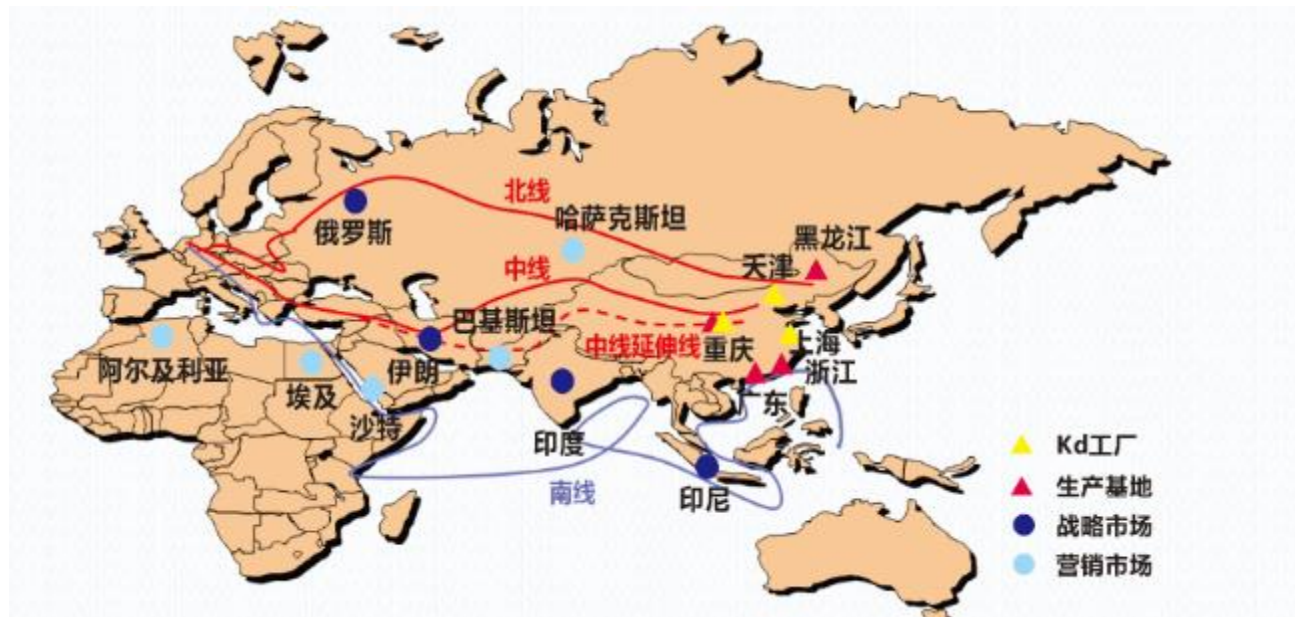 北线
哈萨克斯坦
俄罗斯
黑龙江
天津
中线
巴基斯坦
中线延伸线
重庆
上海
阿尔及利亚
伊朗
浙江
埃及
广东
沙特
印度
南线
印尼
Kd工厂
生产基地
战略市场
营销市场